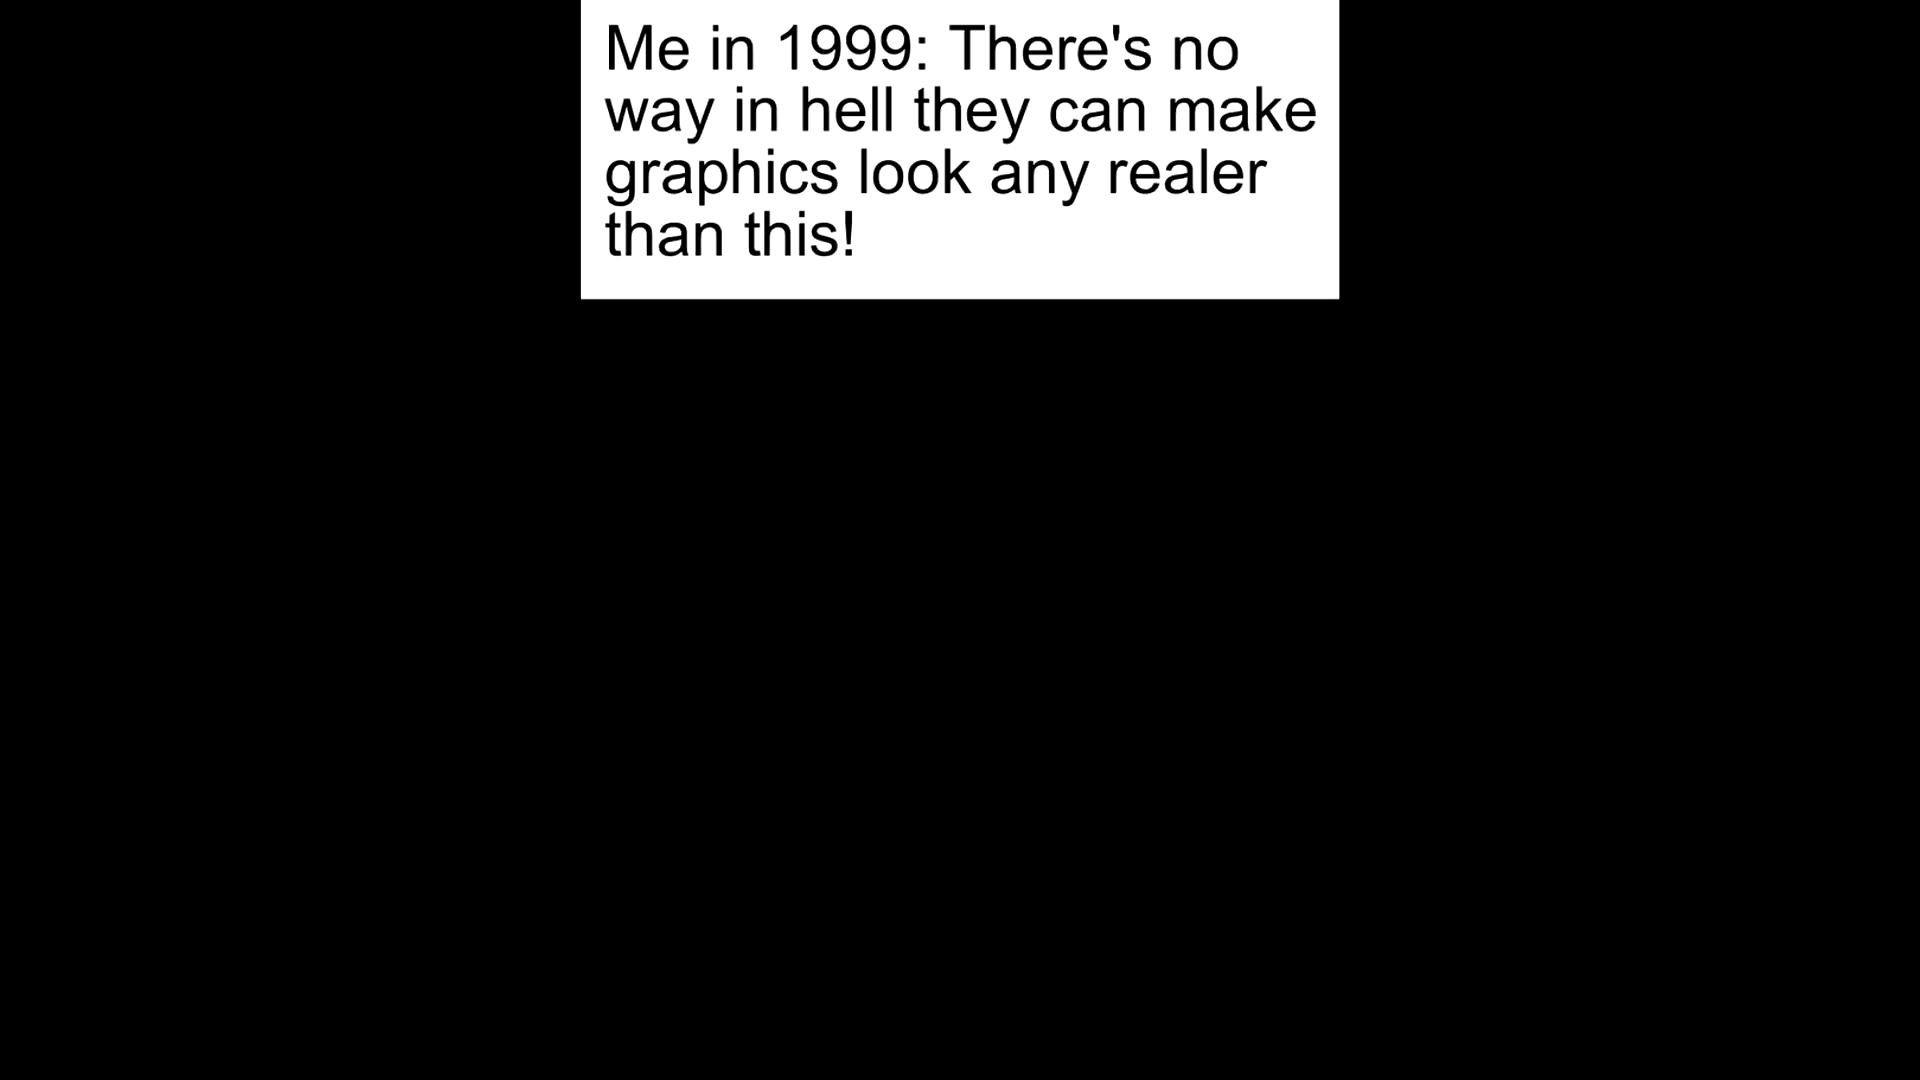 Me in 1999: There's no
way in hell they can make
graphics look any realer
than this!